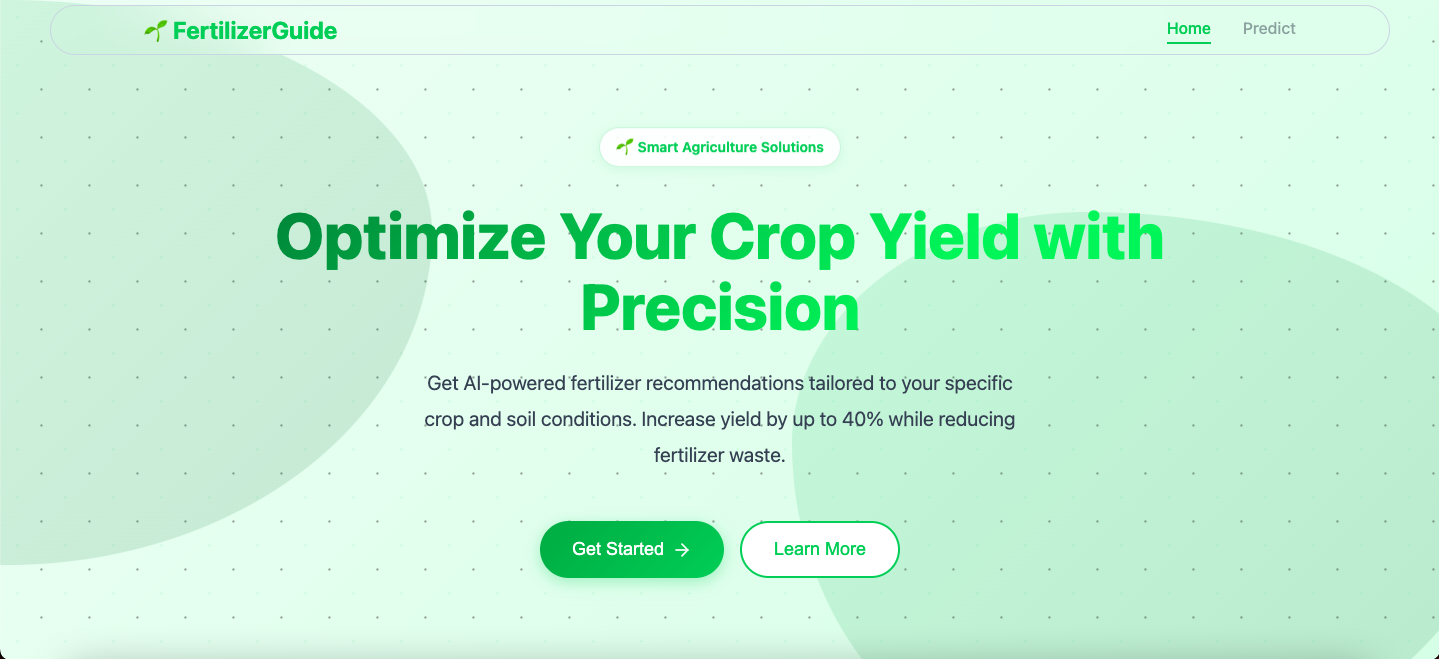 FertilizerGuide
Home
Predict
Smart Agriculture Solutions
Optimize Your Crop Yield with
Precision
Get AI-powered fertilizer recommendations tailored to your specific
crop and soil conditions. Increase yield by up to 40% while reducing
fertilizer waste.
Get Started →
Learn More